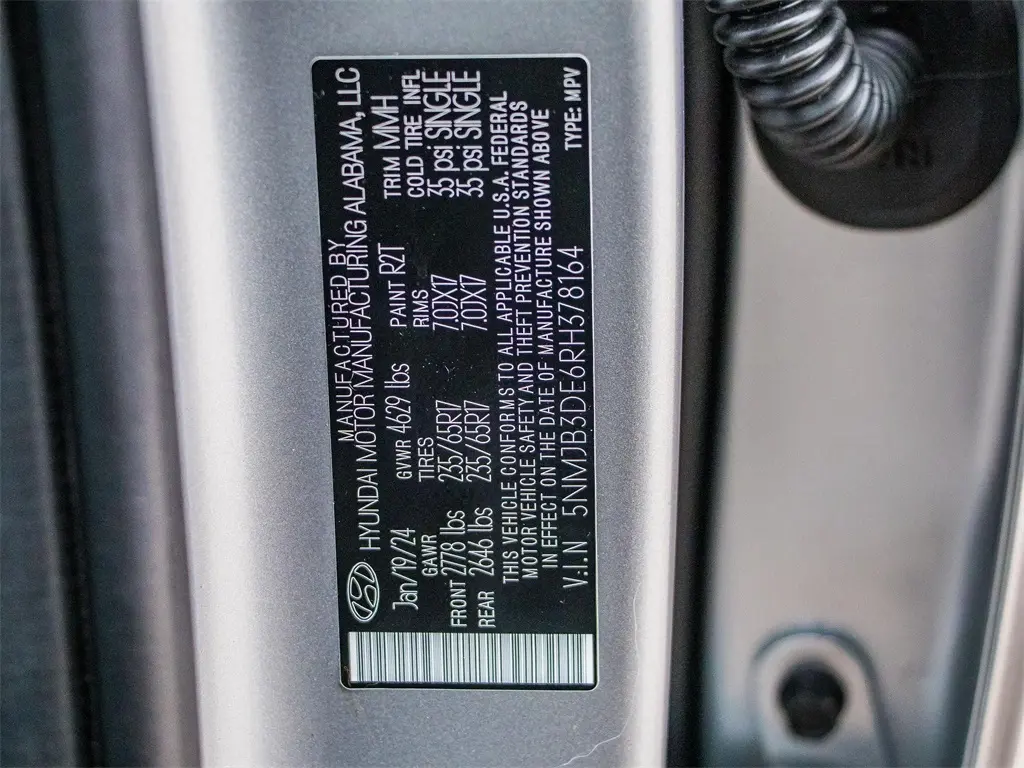 MANUFACTURED BY
HYUNDAI MOTOR MANUFACTURING ALABAMA, LLC
Jan/19/24 GVWR 4629 lbs PAINT R2T TRIM MMH
GAWR TIRES RIMS COLD TIRE INFL
FRONT 2778 lbs 235/65R17 7.0JX17 35 psi SINGLE
REAR 2646 lbs 235/65R17 7.0JX17 35 psi SINGLE
THIS VEHICLE CONFORMS TO ALL APPLICABLE U.S.A. FEDERAL
MOTOR VEHICLE SAFETY AND THEFT PREVENTION STANDARDS
IN EFFECT ON THE DATE OF MANUFACTURE SHOWN ABOVE
V.I.N 5NMJB3DE6RH378164 TYPE: MPV